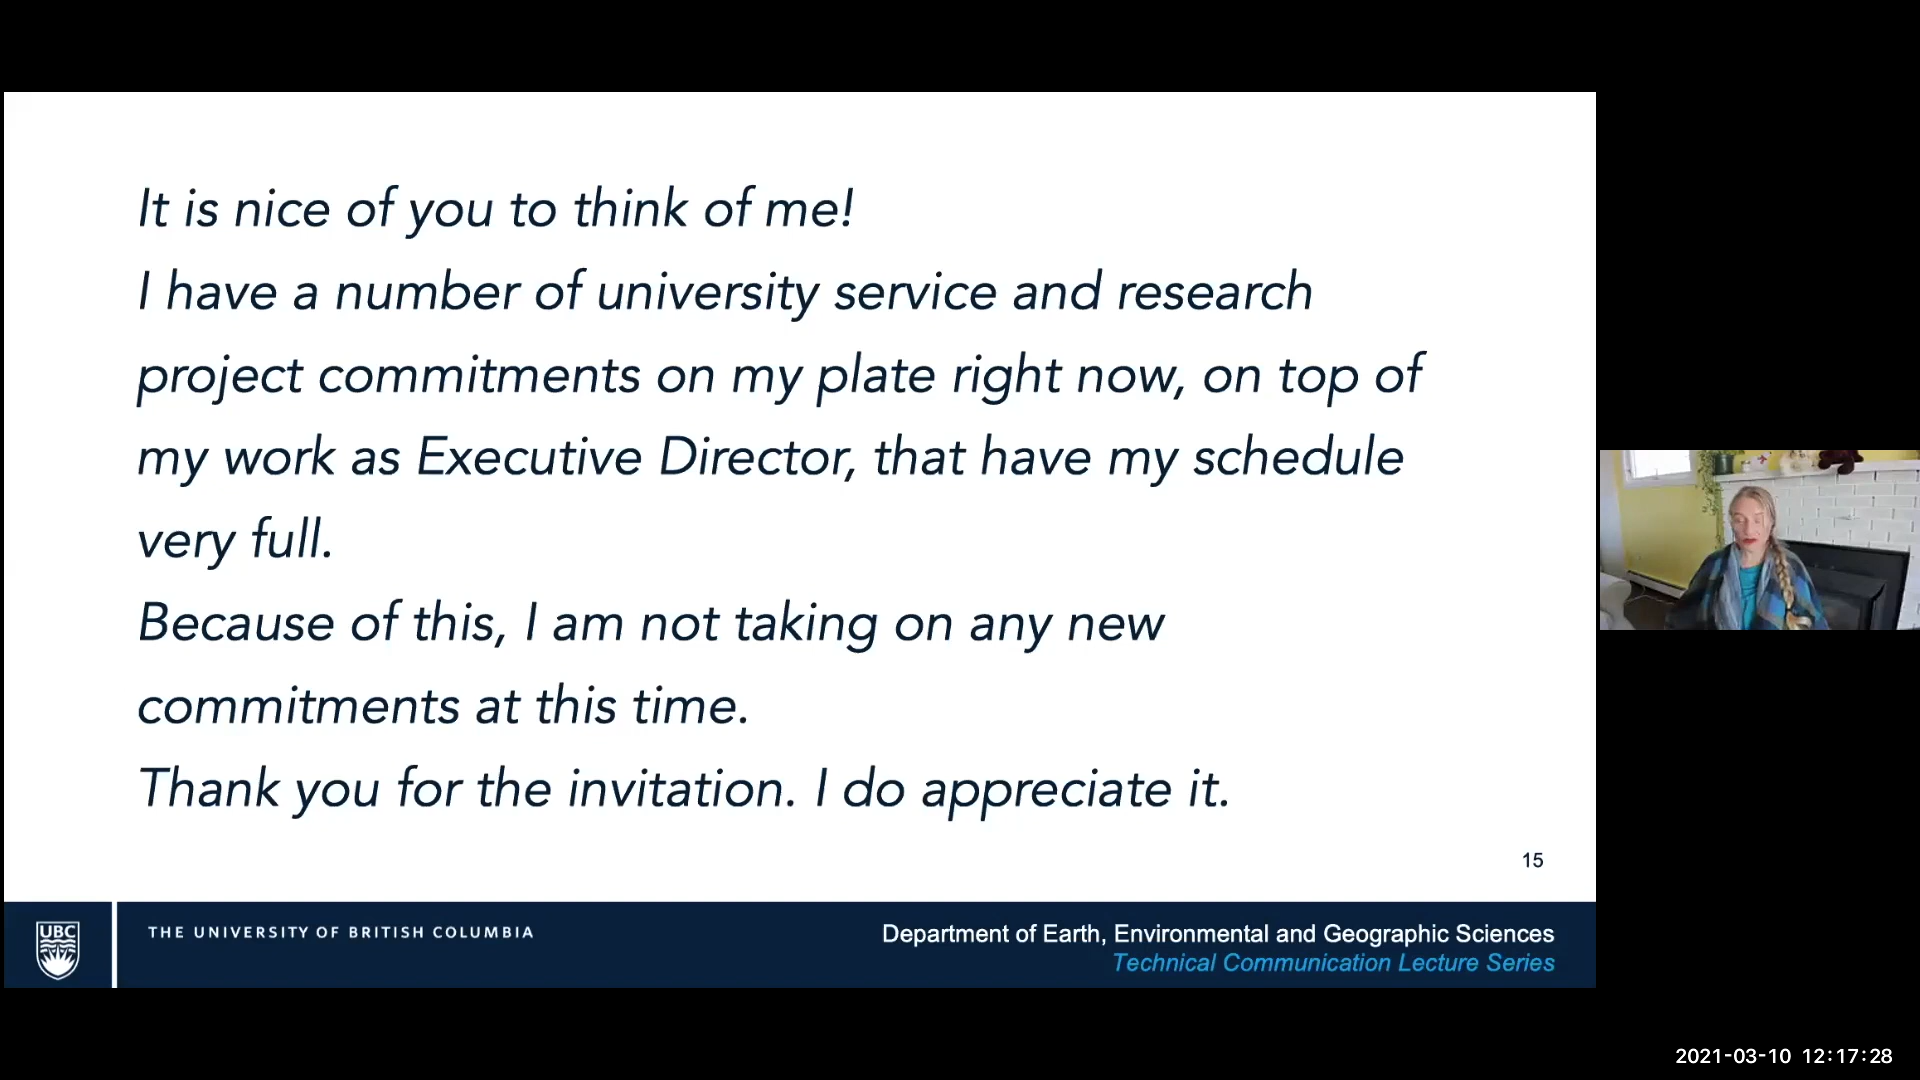 It is nice of you to think of me!
I have a number of university service and research
project commitments on my plate right now, on top of
my work as Executive Director, that have my schedule
very full.
Because of this, I am not taking on any new
commitments at this time.
Thank you for the invitation. I do appreciate it.
15
UBC
THE UNIVERSITY OF BRITISH COLUMBIA
Department of Earth, Environmental and Geographic Sciences
Technical Communication Lecture Series
2021-03-10 12:17:28